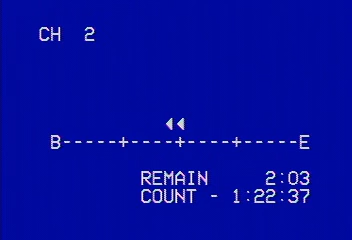 CH 2
◀◀
B-----+----+----+-----E
REMAIN 2:03
COUNT - 1:22:37